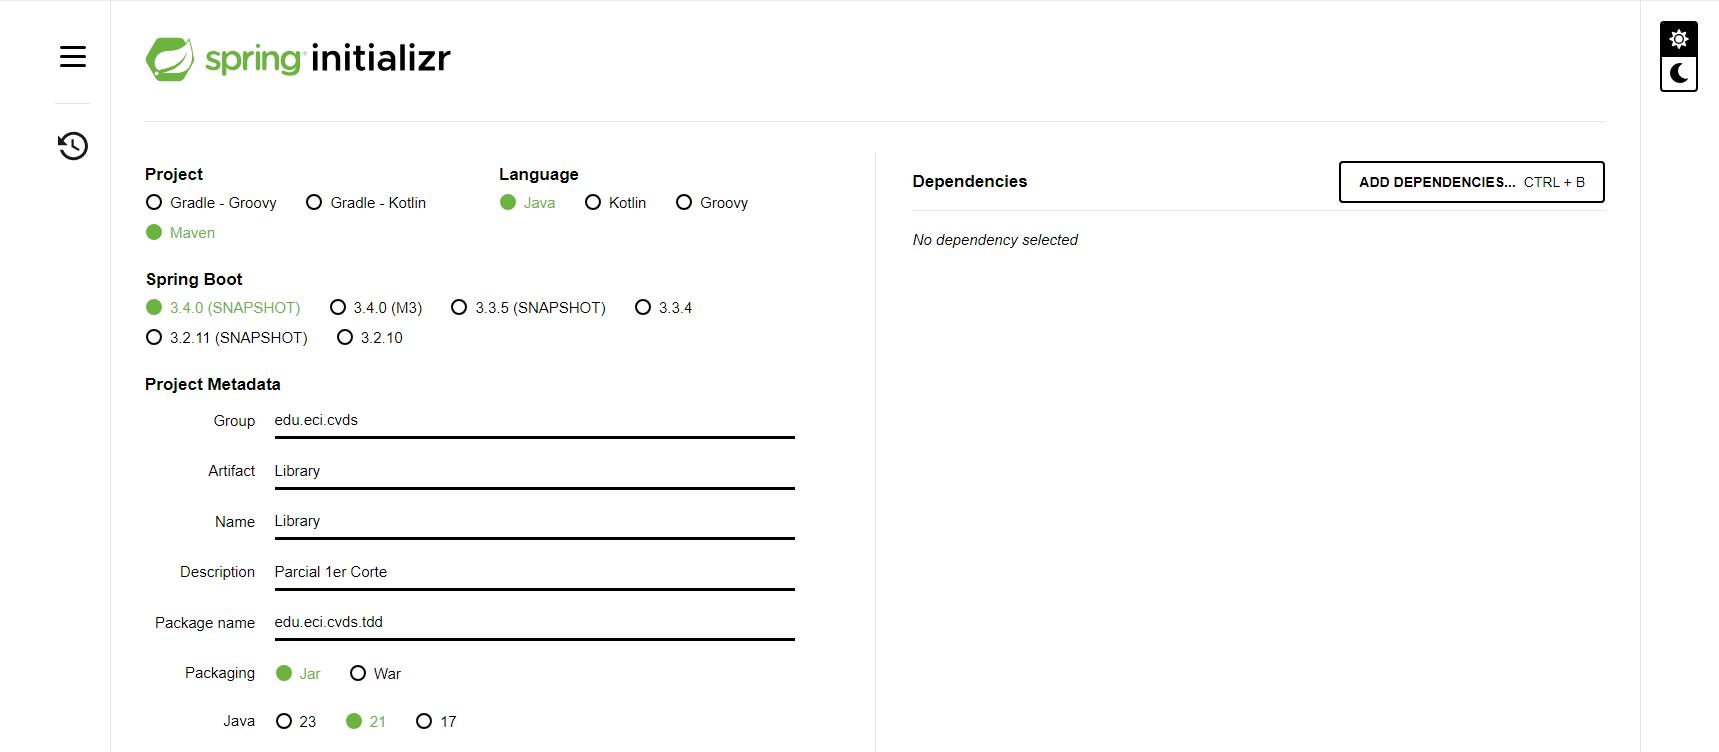 spring initializr
Project
Gradle - Groovy Gradle - Kotlin
Maven
Language
Java Kotlin Groovy
Spring Boot
3.4.0 (SNAPSHOT) 3.4.0 (M3) 3.3.5 (SNAPSHOT) 3.3.4
3.2.11 (SNAPSHOT) 3.2.10
Project Metadata
Group edu.eci.cvds
Artifact Library
Name Library
Description Parcial 1er Corte
Package name edu.eci.cvds.tdd
Packaging Jar War
Java 23 21 17
Dependencies
ADD DEPENDENCIES... CTRL + B
No dependency selected